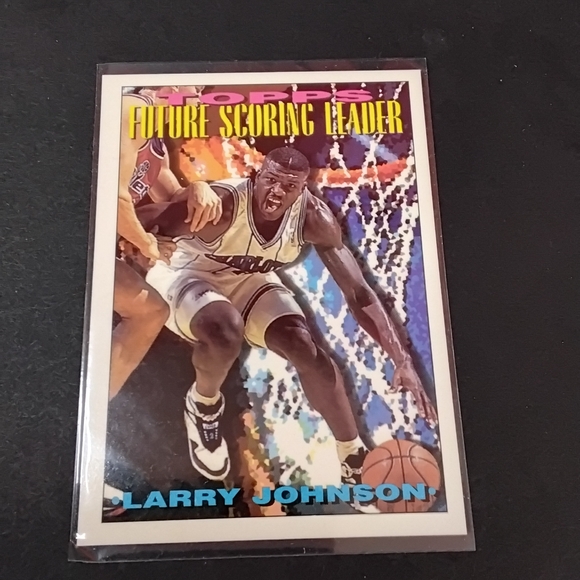 TOPPS
FUTURE SCORING LEADER
•LARRY JOHNSON•